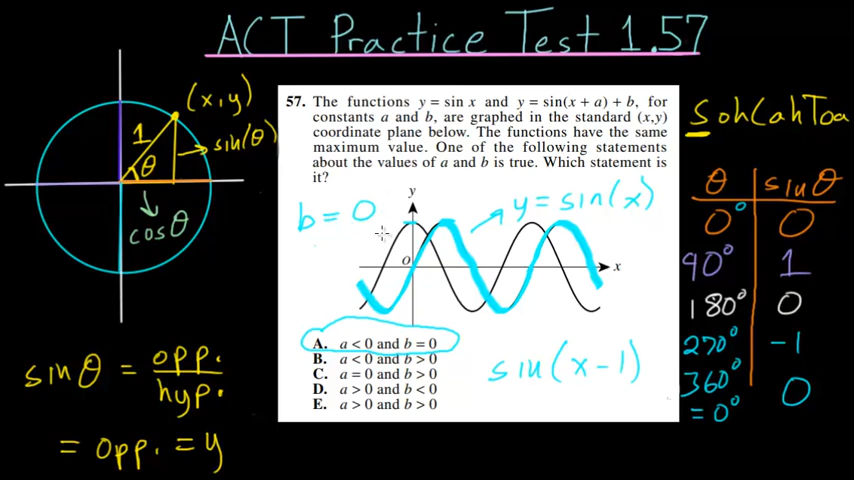 ACT Practice Test 1.57
(x,y)
1
θ
sin(θ)
cosθ
sinθ = opp. / hyp.
= opp. = y
57. The functions y = sin x and y = sin(x + a) + b, for
constants a and b, are graphed in the standard (x,y)
coordinate plane below. The functions have the same
maximum value. One of the following statements
about the values of a and b is true. Which statement is
it?
b = 0
y
y = sin(x)
O
x
A. a < 0 and b = 0
B. a < 0 and b > 0
C. a = 0 and b > 0
D. a > 0 and b < 0
E. a > 0 and b > 0
sin(x-1)
SohCahToa
θ sinθ
0° 0
90° 1
180° 0
270° -1
360° 0
= 0°